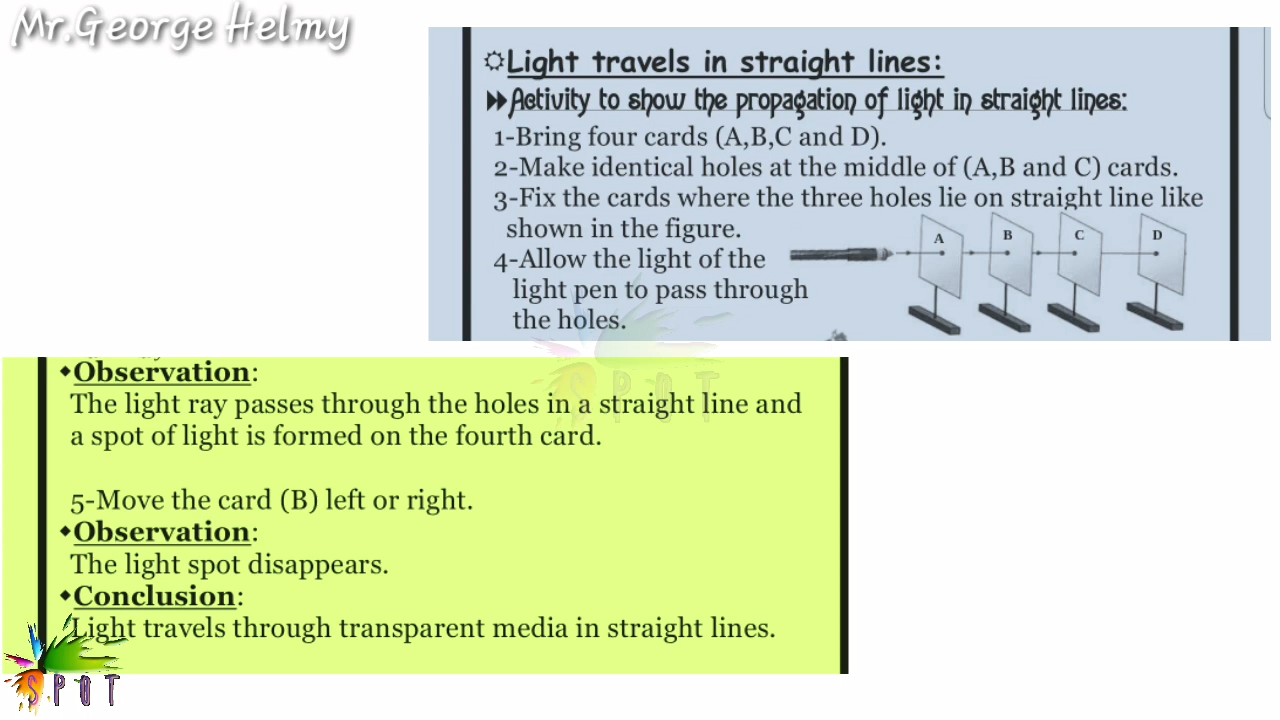 Mr.George Helmy
Light travels in straight lines:
Activity to show the propagation of light in straight lines:
1-Bring four cards (A,B,C and D).
2-Make identical holes at the middle of (A,B and C) cards.
3-Fix the cards where the three holes lie on straight line like
shown in the figure.
4-Allow the light of the
light pen to pass through
the holes.
A B C D
SPOT
Observation:
The light ray passes through the holes in a straight line and
a spot of light is formed on the fourth card.
5-Move the card (B) left or right.
Observation:
The light spot disappears.
Conclusion:
Light travels through transparent media in straight lines.
SPOT